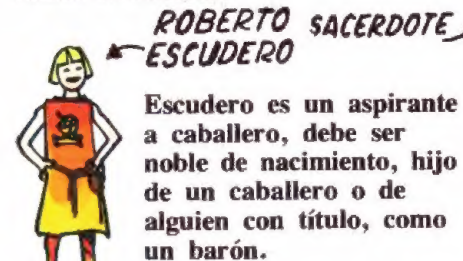 ROBERTO SACERDOTE
ESCUDERO
Escudero es un aspirante
a caballero, debe ser
noble de nacimiento, hijo
de un caballero o de
alguien con título, como
un barón.